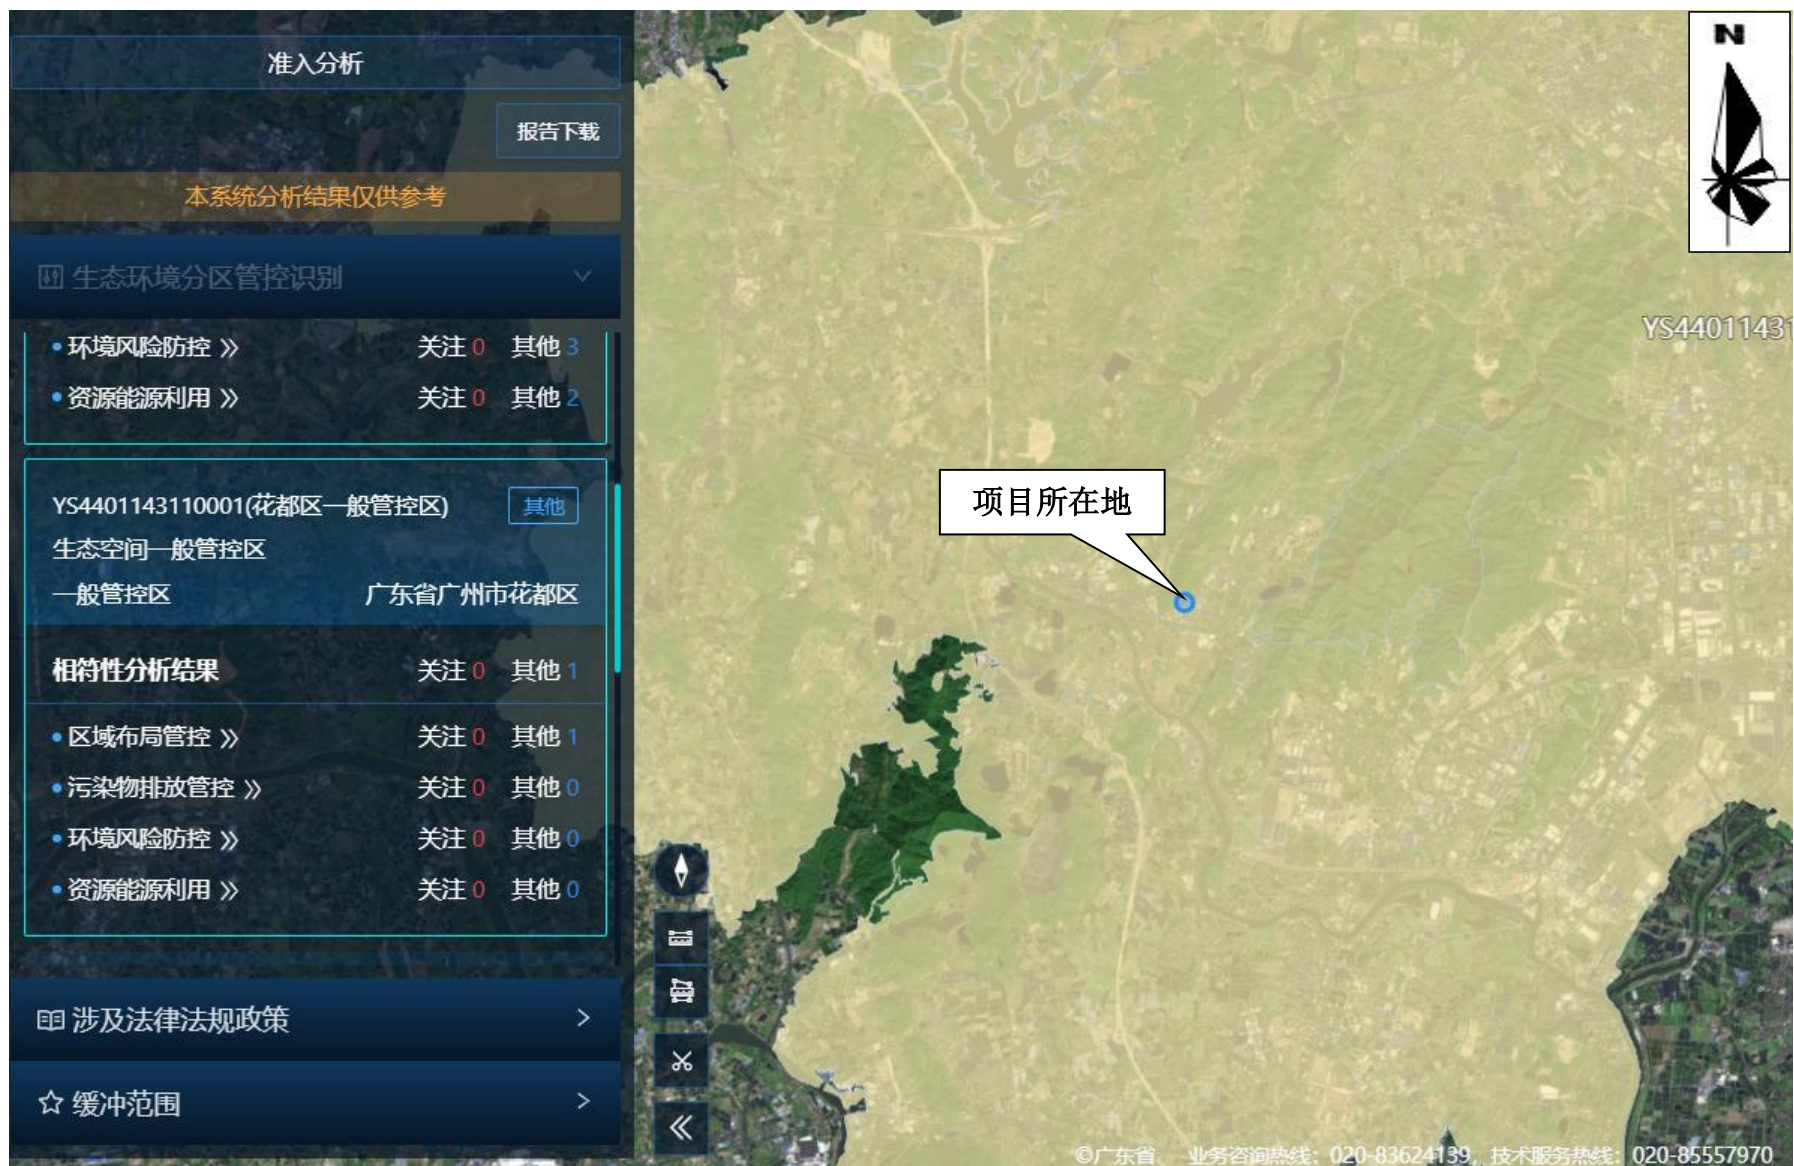 准入分析
报告下载
本系统分析结果仅供参考
生态环境分区管控识别
环境风险防控 关注 0 其他 3
资源能源利用 关注 0 其他 2
YS4401143110001(花都区一般管控区) 其他
生态空间一般管控区
一般管控区 广东省广州市花都区
相符性分析结果 关注 0 其他 1
区域布局管控 关注 0 其他 1
污染物排放管控 关注 0 其他 0
环境风险防控 关注 0 其他 0
资源能源利用 关注 0 其他 0
涉及法律法规政策
缓冲范围
N
YS44011431
项目所在地
©广东省、 业务咨询热线：020-83624139，技术服务热线：020-85557970